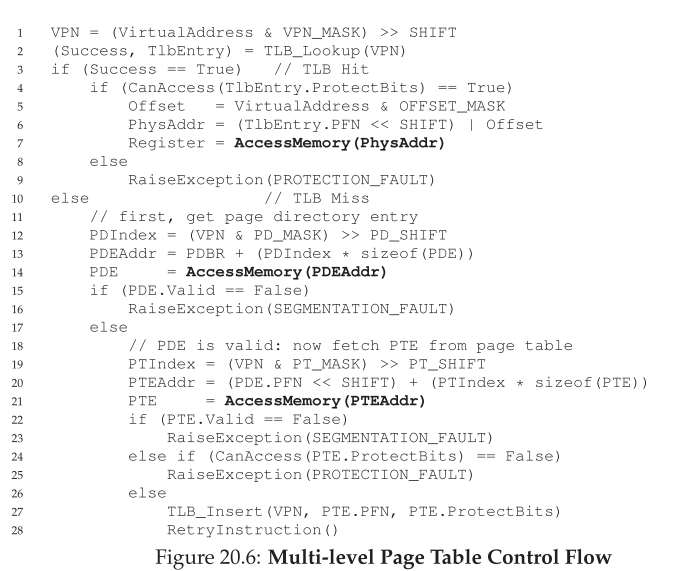 1 VPN = (VirtualAddress & VPN_MASK) >> SHIFT
2 (Success, TlbEntry) = TLB_Lookup(VPN)
3 if (Success == True) // TLB Hit
4 if (CanAccess(TlbEntry.ProtectBits) == True)
5 Offset = VirtualAddress & OFFSET_MASK
6 PhysAddr = (TlbEntry.PFN << SHIFT) | Offset
7 Register = AccessMemory(PhysAddr)
8 else
9 RaiseException(PROTECTION_FAULT)
10 else // TLB Miss
11 // first, get page directory entry
12 PDIndex = (VPN & PD_MASK) >> PD_SHIFT
13 PDEAddr = PDBR + (PDIndex * sizeof(PDE))
14 PDE = AccessMemory(PDEAddr)
15 if (PDE.Valid == False)
16 RaiseException(SEGMENTATION_FAULT)
17 else
18 // PDE is valid: now fetch PTE from page table
19 PTIndex = (VPN & PT_MASK) >> PT_SHIFT
20 PTEAddr = (PDE.PFN << SHIFT) + (PTIndex * sizeof(PTE))
21 PTE = AccessMemory(PTEAddr)
22 if (PTE.Valid == False)
23 RaiseException(SEGMENTATION_FAULT)
24 else if (CanAccess(PTE.ProtectBits) == False)
25 RaiseException(PROTECTION_FAULT)
26 else
27 TLB_Insert(VPN, PTE.PFN, PTE.ProtectBits)
28 RetryInstruction()
Figure 20.6: Multi-level Page Table Control Flow